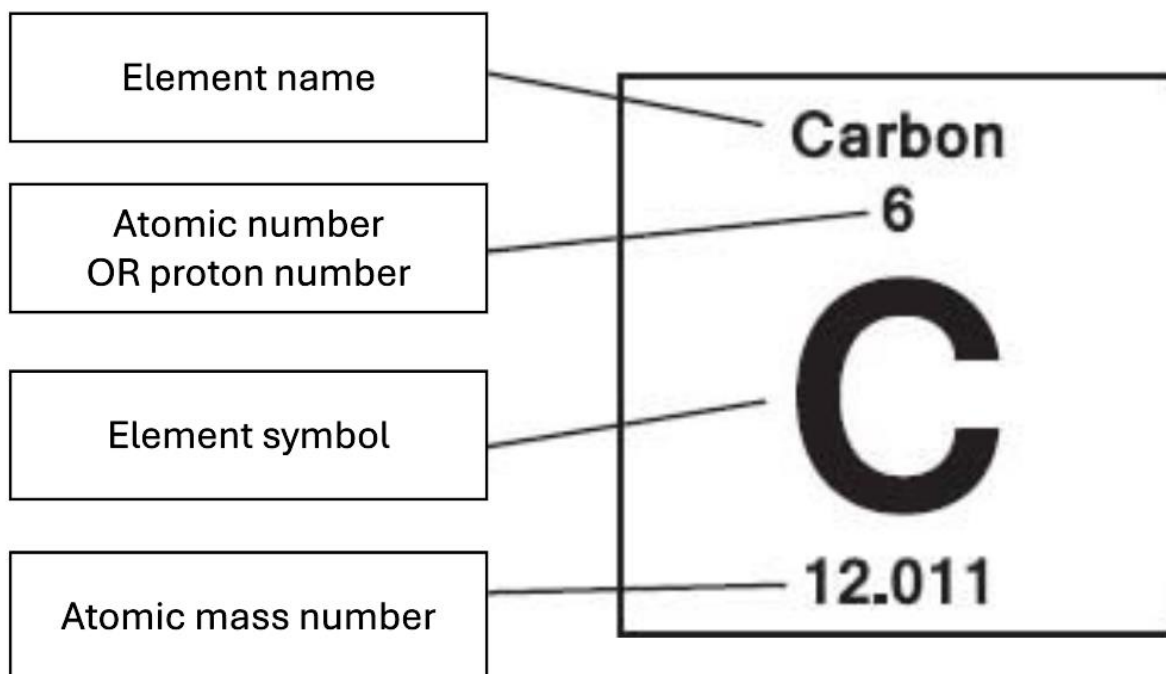 Element name
Carbon
Atomic number
OR proton number
6
Element symbol
C
Atomic mass number
12.011